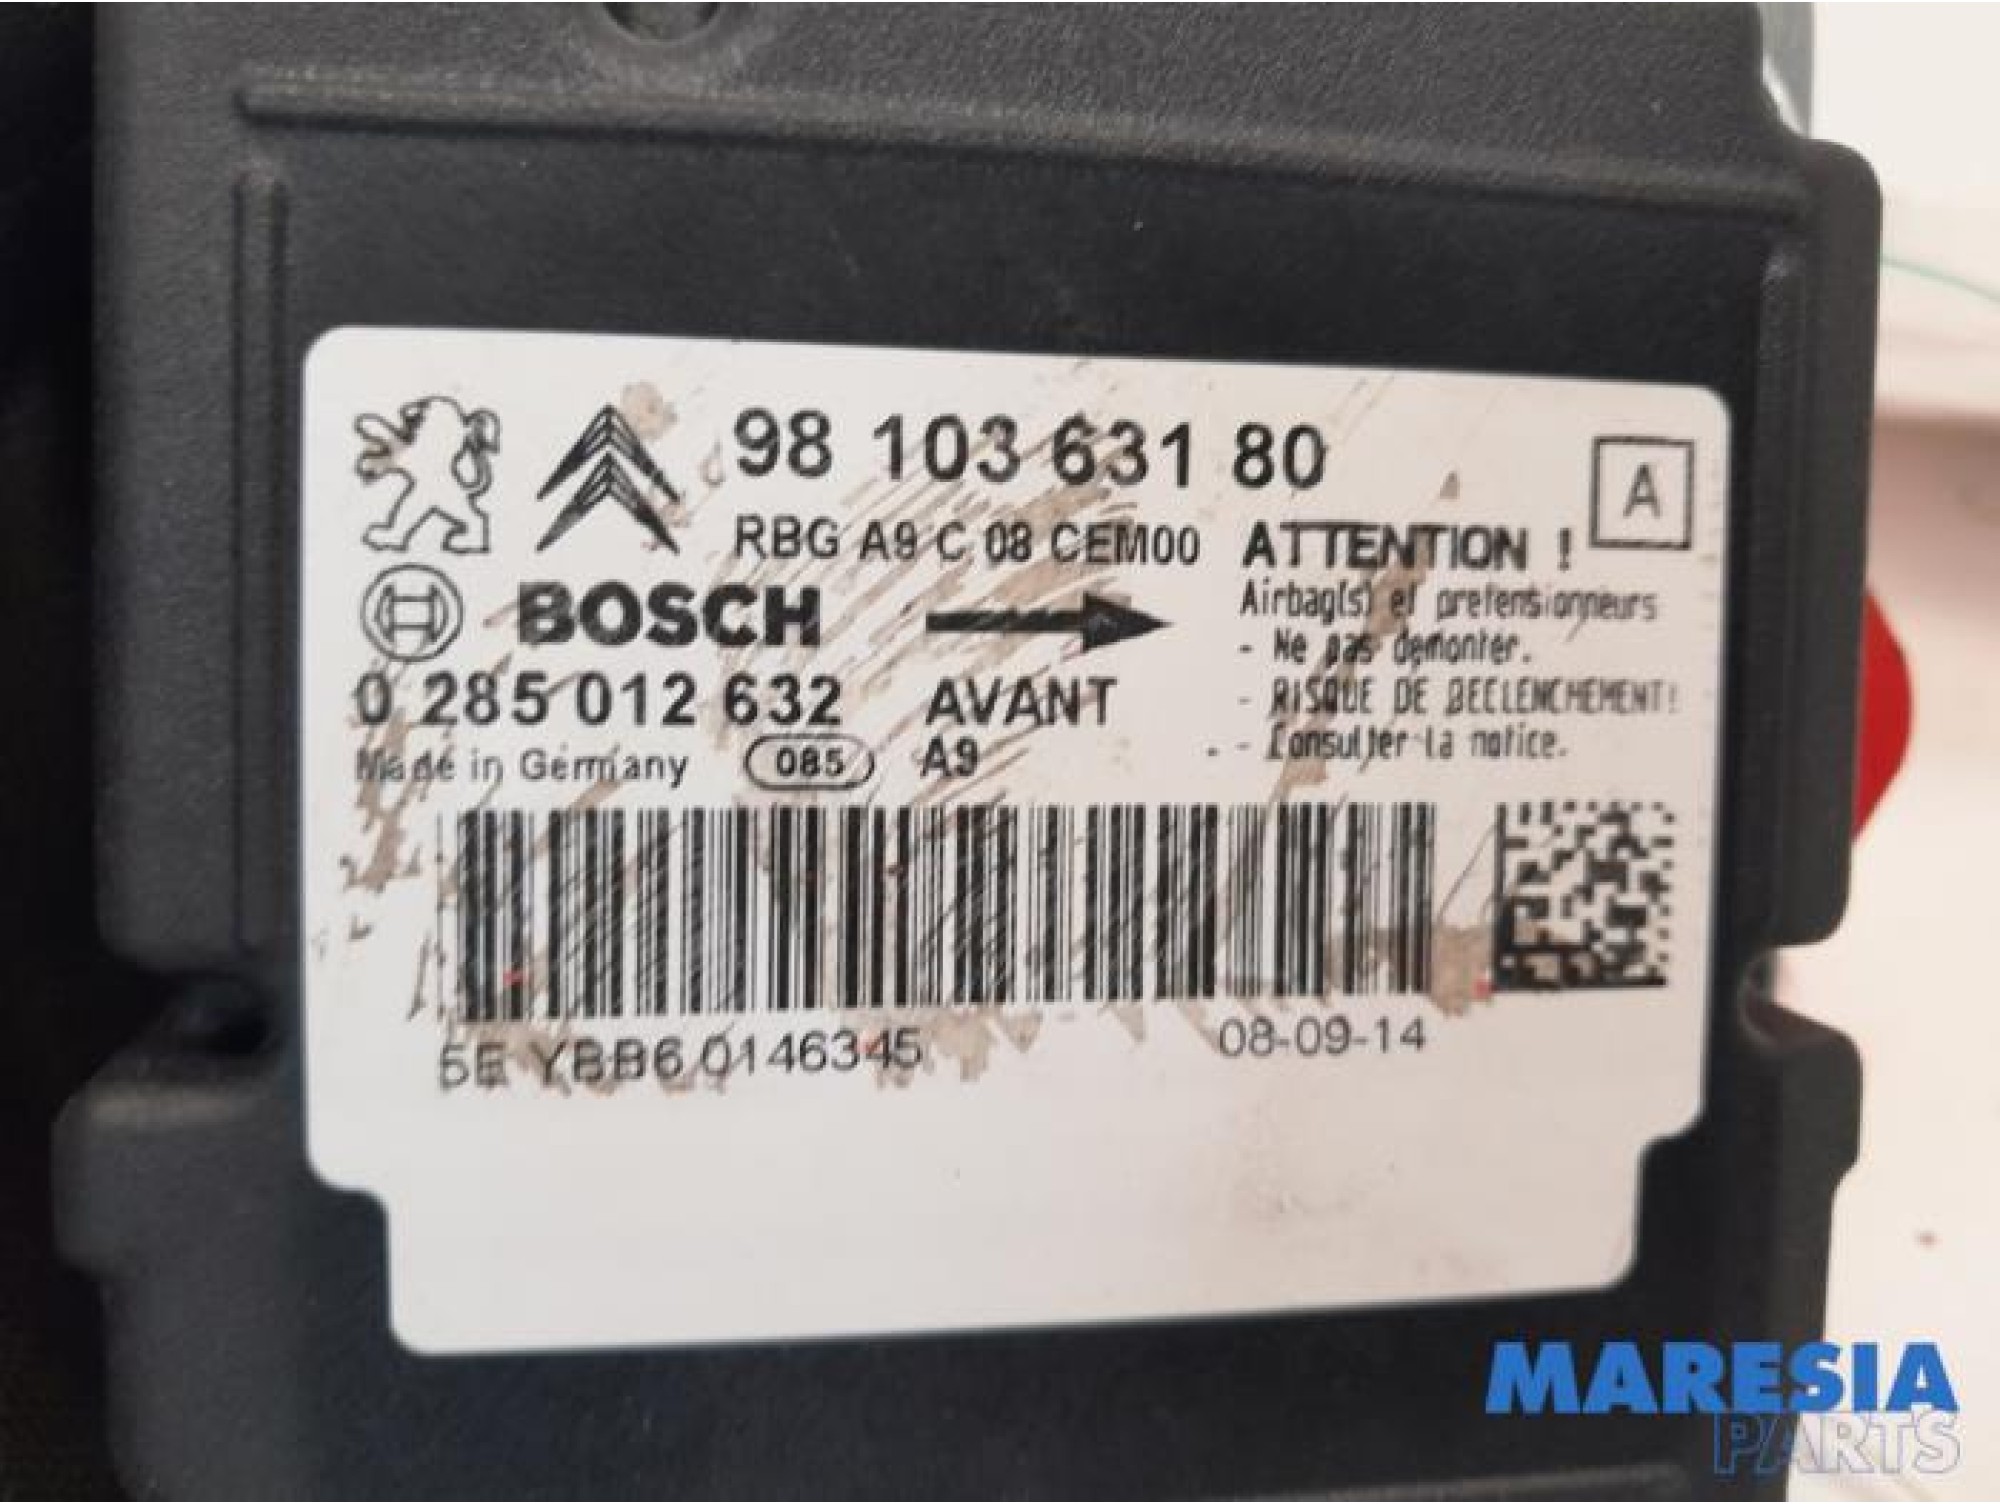 98 103 631 80
A
RBG A9 C 08 CEM00
ATTENTION !
BOSCH
Airbag(s) et pretensionneurs
- Ne pas demonter.
0 285 012 632
AVANT
- RISQUE DE DECLENCHEMENT!
Made in Germany
085
A9
- Consulter la notice.
5E YBB6 0146345
08-09-14
MARESIA
PARTS